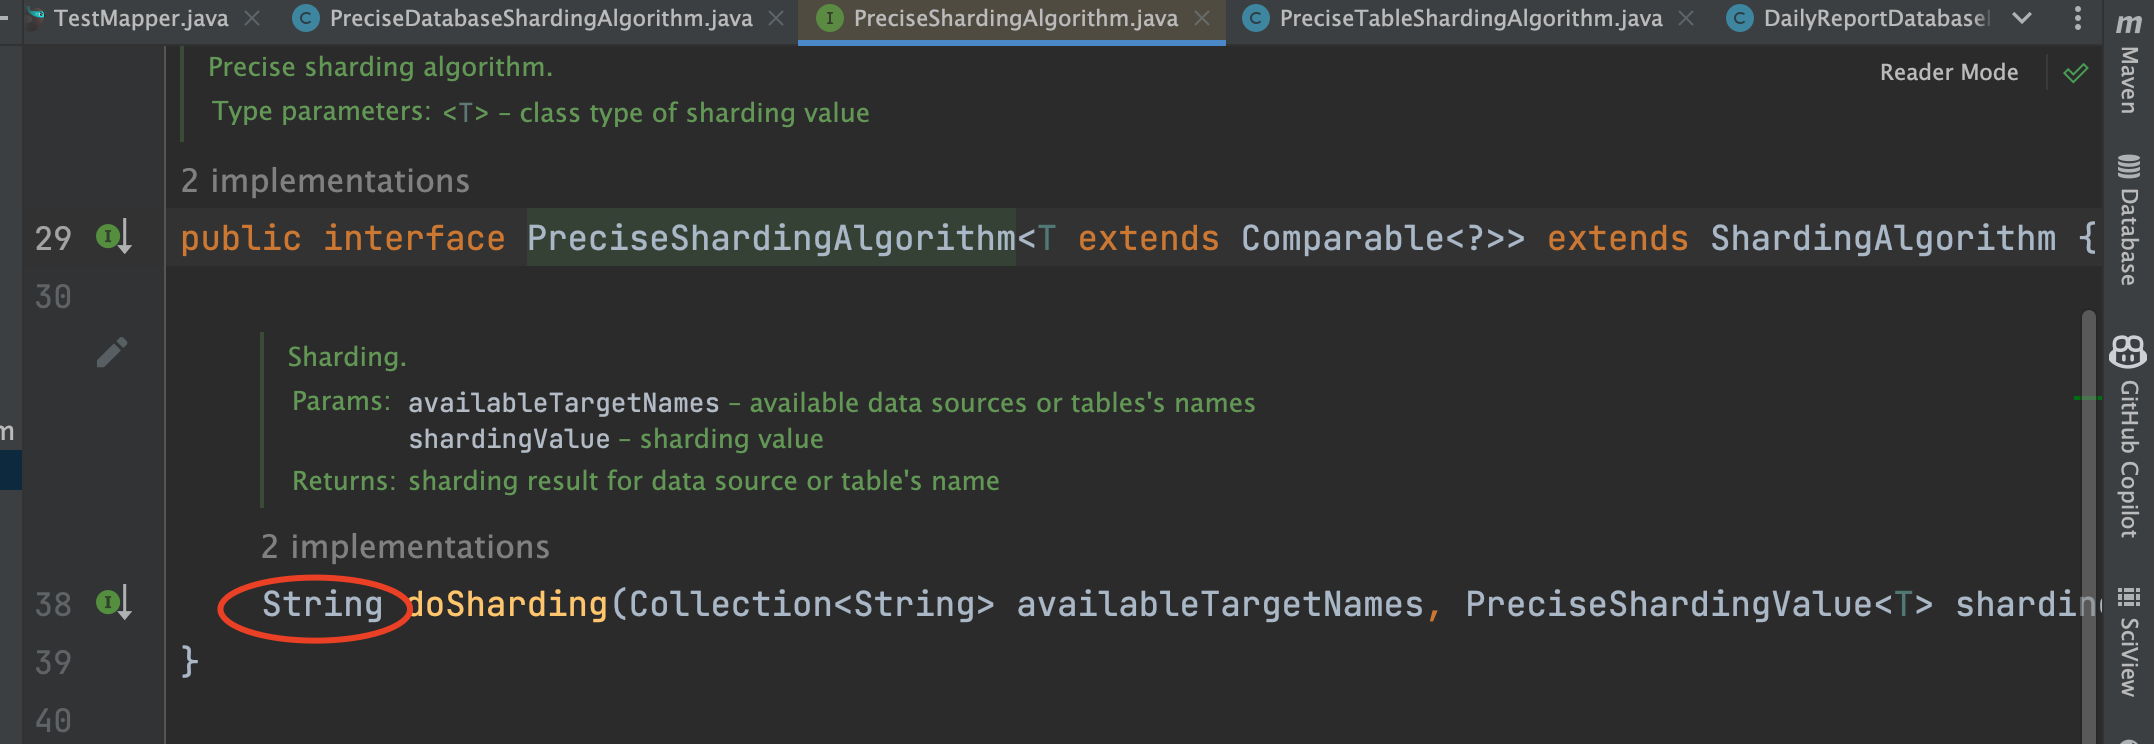 TestMapper.java
PreciseDatabaseShardingAlgorithm.java
PreciseShardingAlgorithm.java
PreciseTableShardingAlgorithm.java
DailyReportDatabase
Precise sharding algorithm.
Reader Mode
Type parameters: <T> – class type of sharding value
2 implementations
29 public interface PreciseShardingAlgorithm<T extends Comparable<?>> extends ShardingAlgorithm {
30
Sharding.
Params: availableTargetNames – available data sources or tables's names
shardingValue – sharding value
Returns: sharding result for data source or table's name
2 implementations
38 String doSharding(Collection<String> availableTargetNames, PreciseShardingValue<T> shardin
39 }
40
m
Maven
Database
GitHub Copilot
SciView